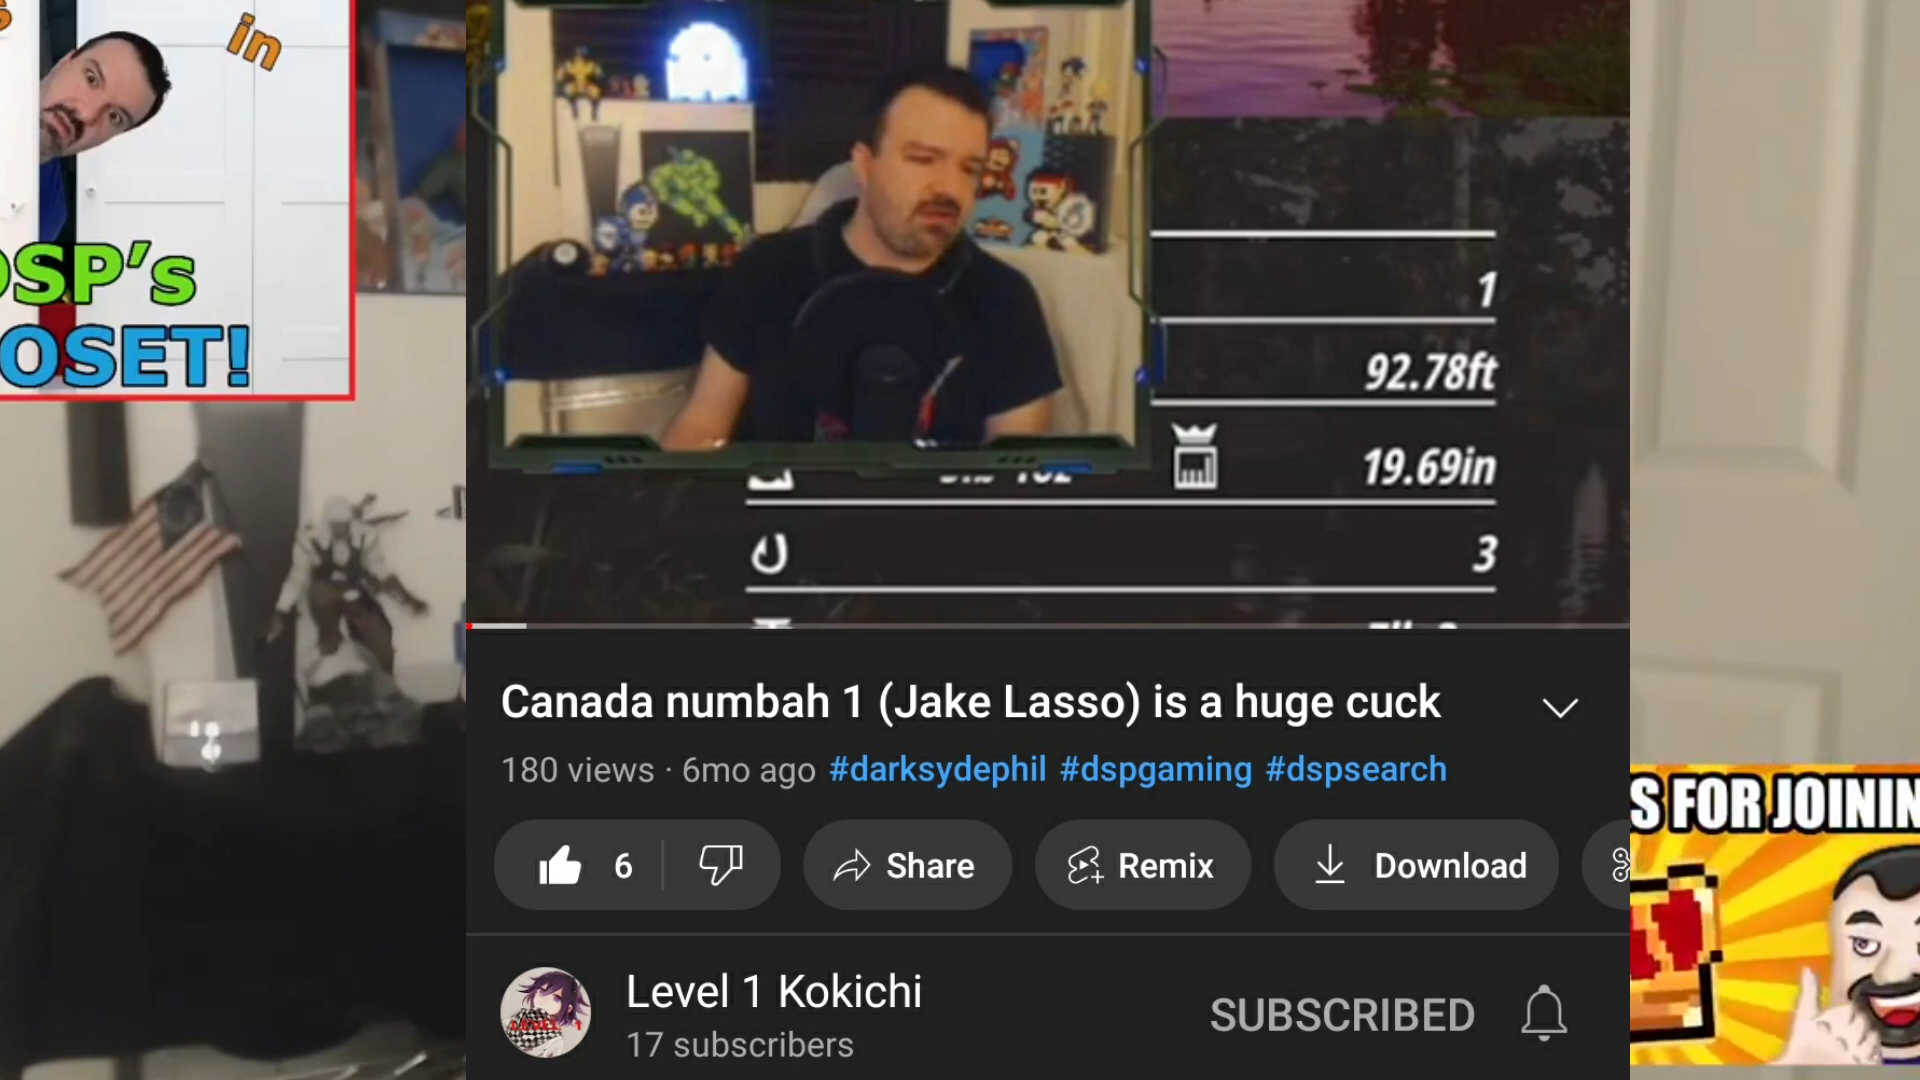 in
DSP's
OSET!
1
92.78ft
19.69in
3
Canada numbah 1 (Jake Lasso) is a huge cuck
180 views · 6mo ago #darksydephil #dspgaming #dspsearch
6
Share
Remix
Download
Level 1 Kokichi
17 subscribers
SUBSCRIBED
S FOR JOININ